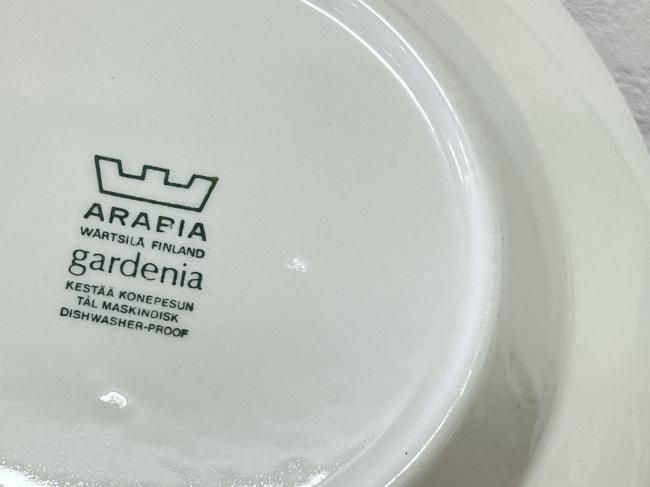 ARABIA
WÄRTSILÄ FINLAND
gardenia
KESTÄÄ KONEPESUN
TÅL MASKINDISK
DISHWASHER-PROOF